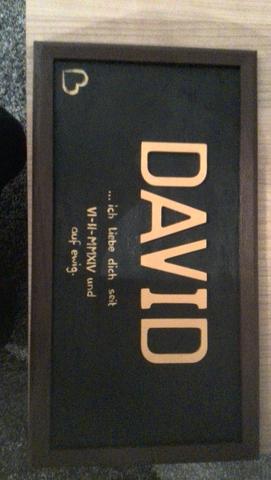 DAVID
... ich liebe dich seit
VI-II-MMXIV und
auf ewig.